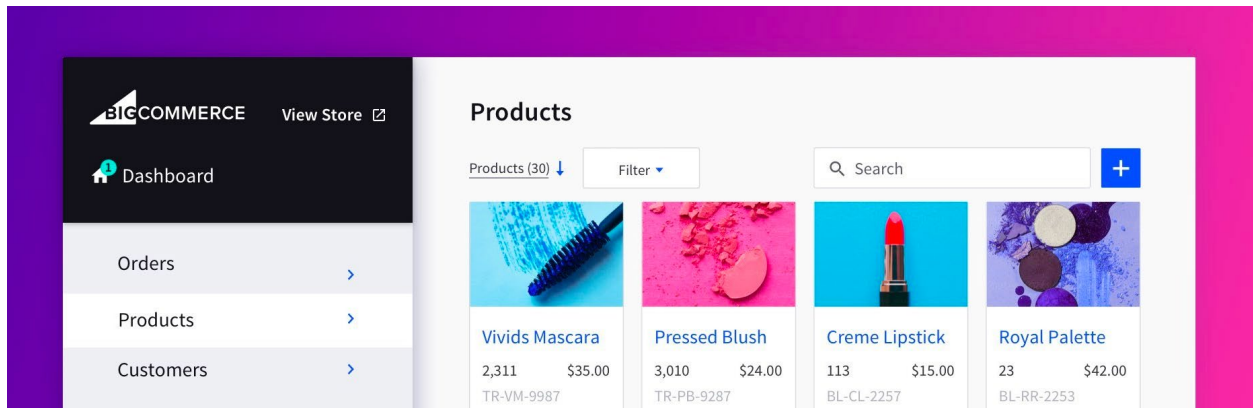 BIGCOMMERCE
View Store
1
Dashboard
Orders
Products
Customers
Products
Products (30)
Filter
Search
Vivids Mascara
2,311 $35.00
TR-VM-9987
Pressed Blush
3,010 $24.00
TR-PB-9287
Creme Lipstick
113 $15.00
BL-CL-2257
Royal Palette
23 $42.00
BL-RR-2253